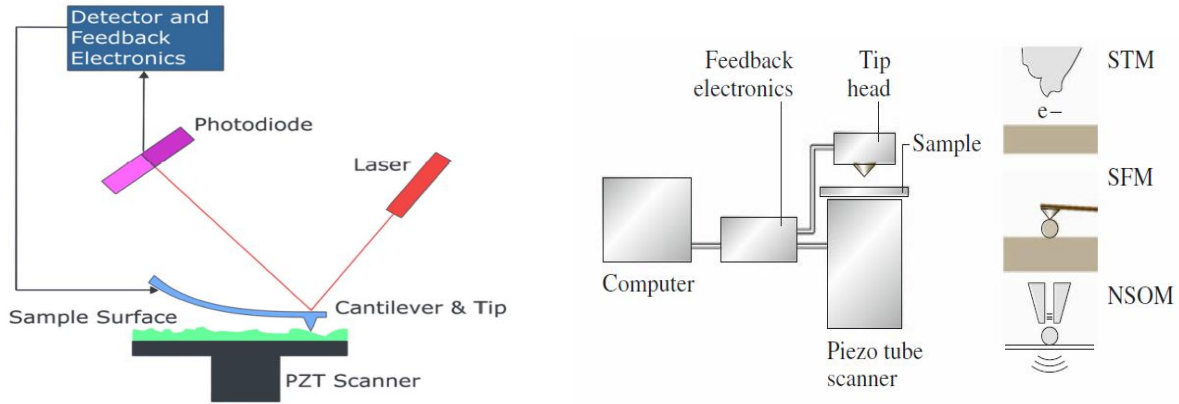 Detector and
Feedback
Electronics
Photodiode
Laser
Sample Surface
Cantilever & Tip
PZT Scanner
Feedback
electronics
Tip
head
Sample
Computer
Piezo tube
scanner
STM
e–
SFM
NSOM